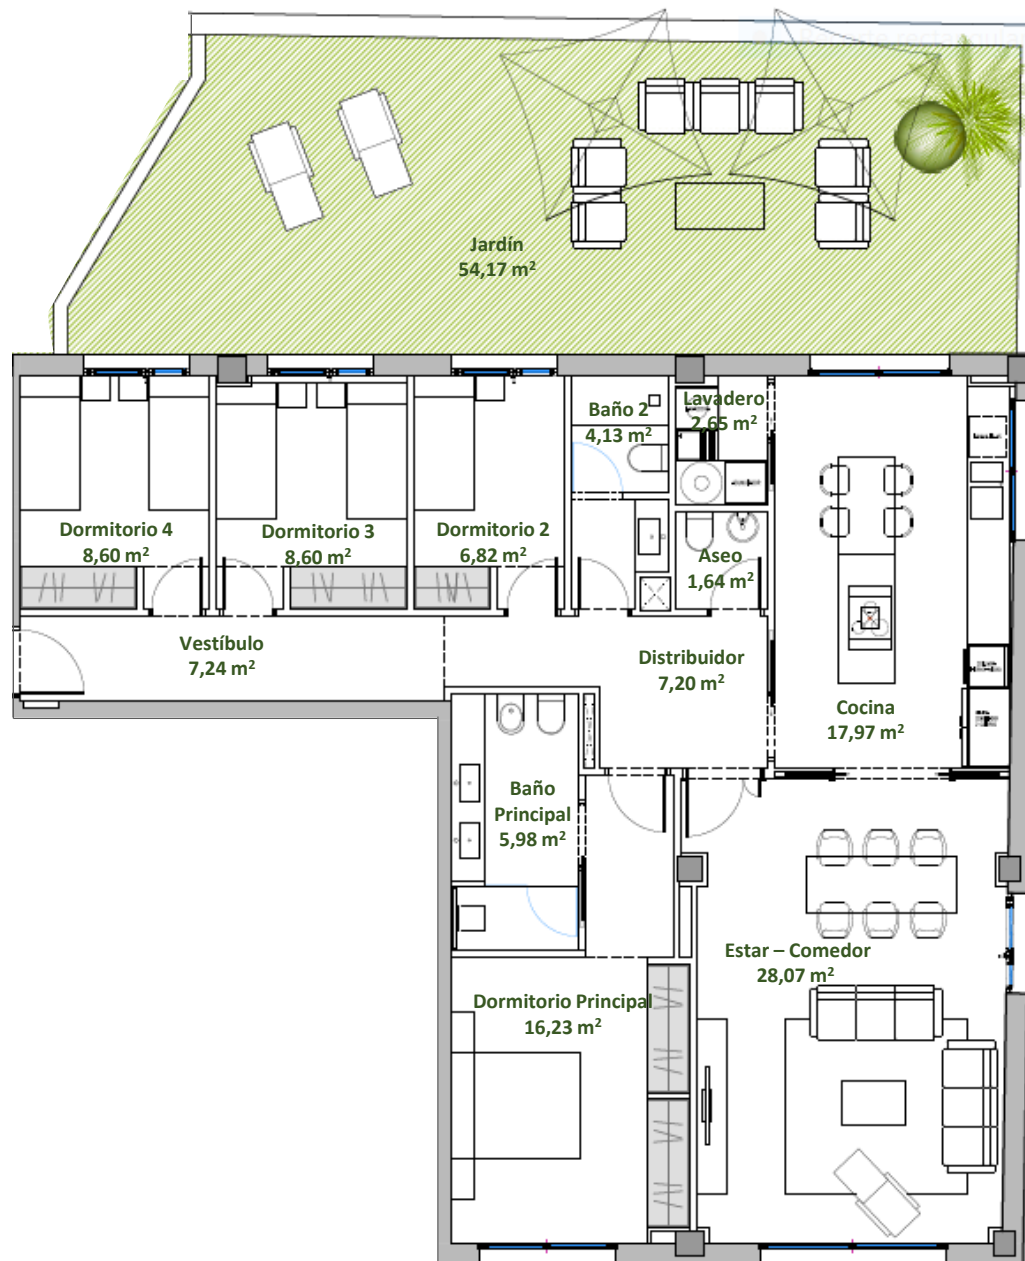 Jardín
54,17 m²
Baño 2
4,13 m²
Lavadero
2,65 m²
Dormitorio 4
8,60 m²
Dormitorio 3
8,60 m²
Dormitorio 2
6,82 m²
Aseo
1,64 m²
Vestíbulo
7,24 m²
Distribuidor
7,20 m²
Cocina
17,97 m²
Baño
Principal
5,98 m²
Estar – Comedor
28,07 m²
Dormitorio Principal
16,23 m²